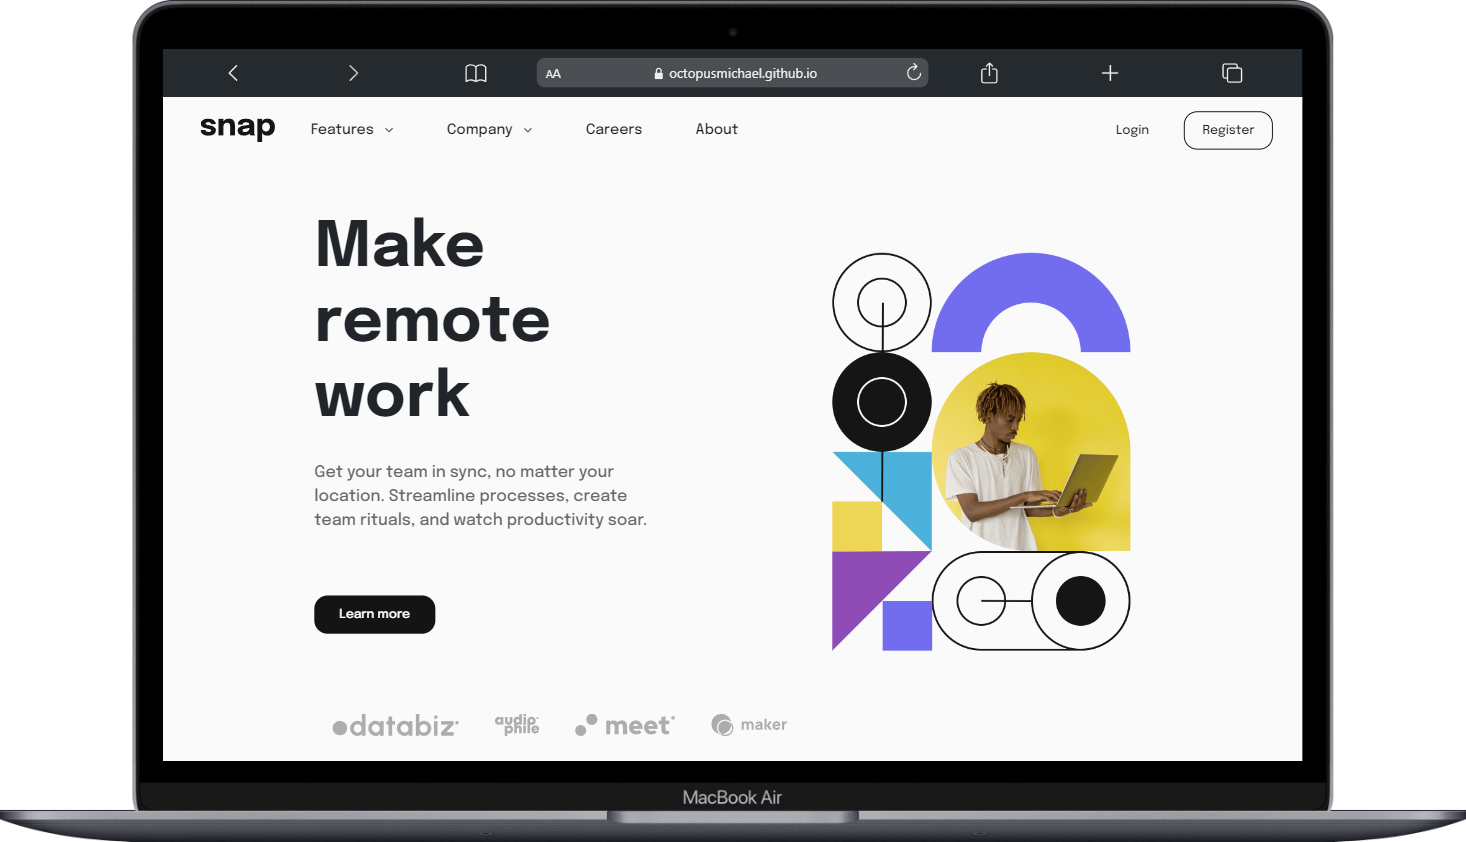 AA octopusmichael.github.io
snap Features Company Careers About Login Register
Make
remote
work
Get your team in sync, no matter your
location. Streamline processes, create
team rituals, and watch productivity soar.
Learn more
databiz audiophile meet maker
MacBook Air